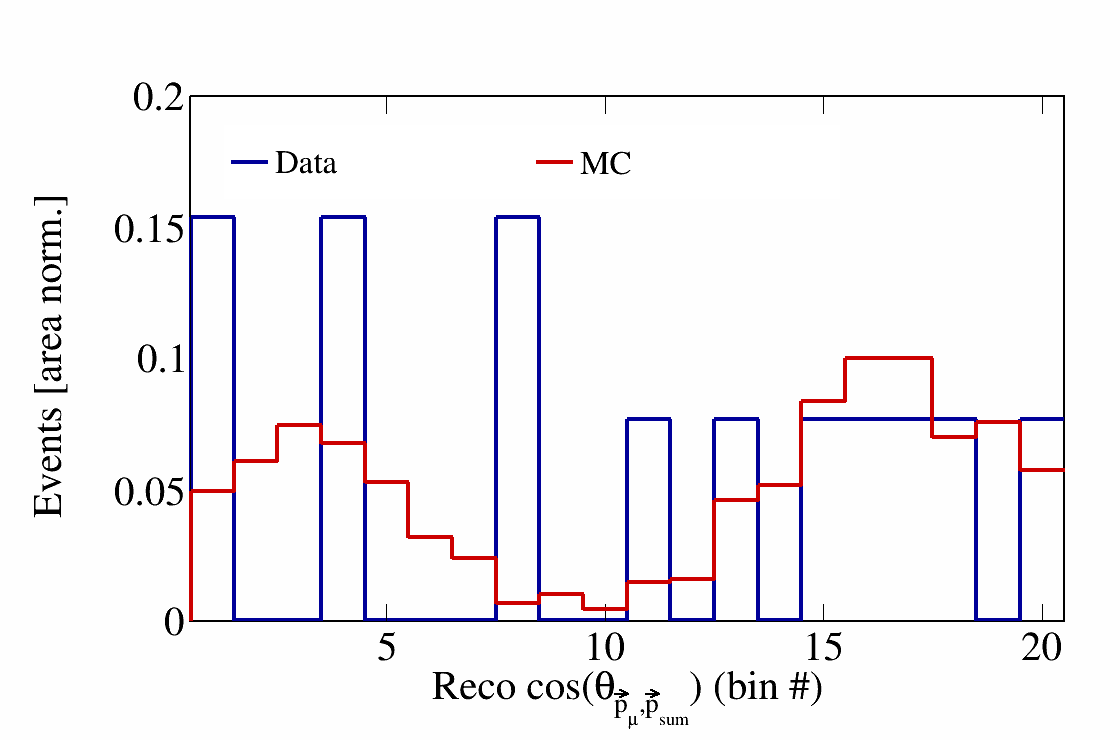 0.2
Data MC
0.15
0.1
0.05
0
5 10 15 20
Events [area norm.]
Reco cos(θ p⃗μ,p⃗sum) (bin #)